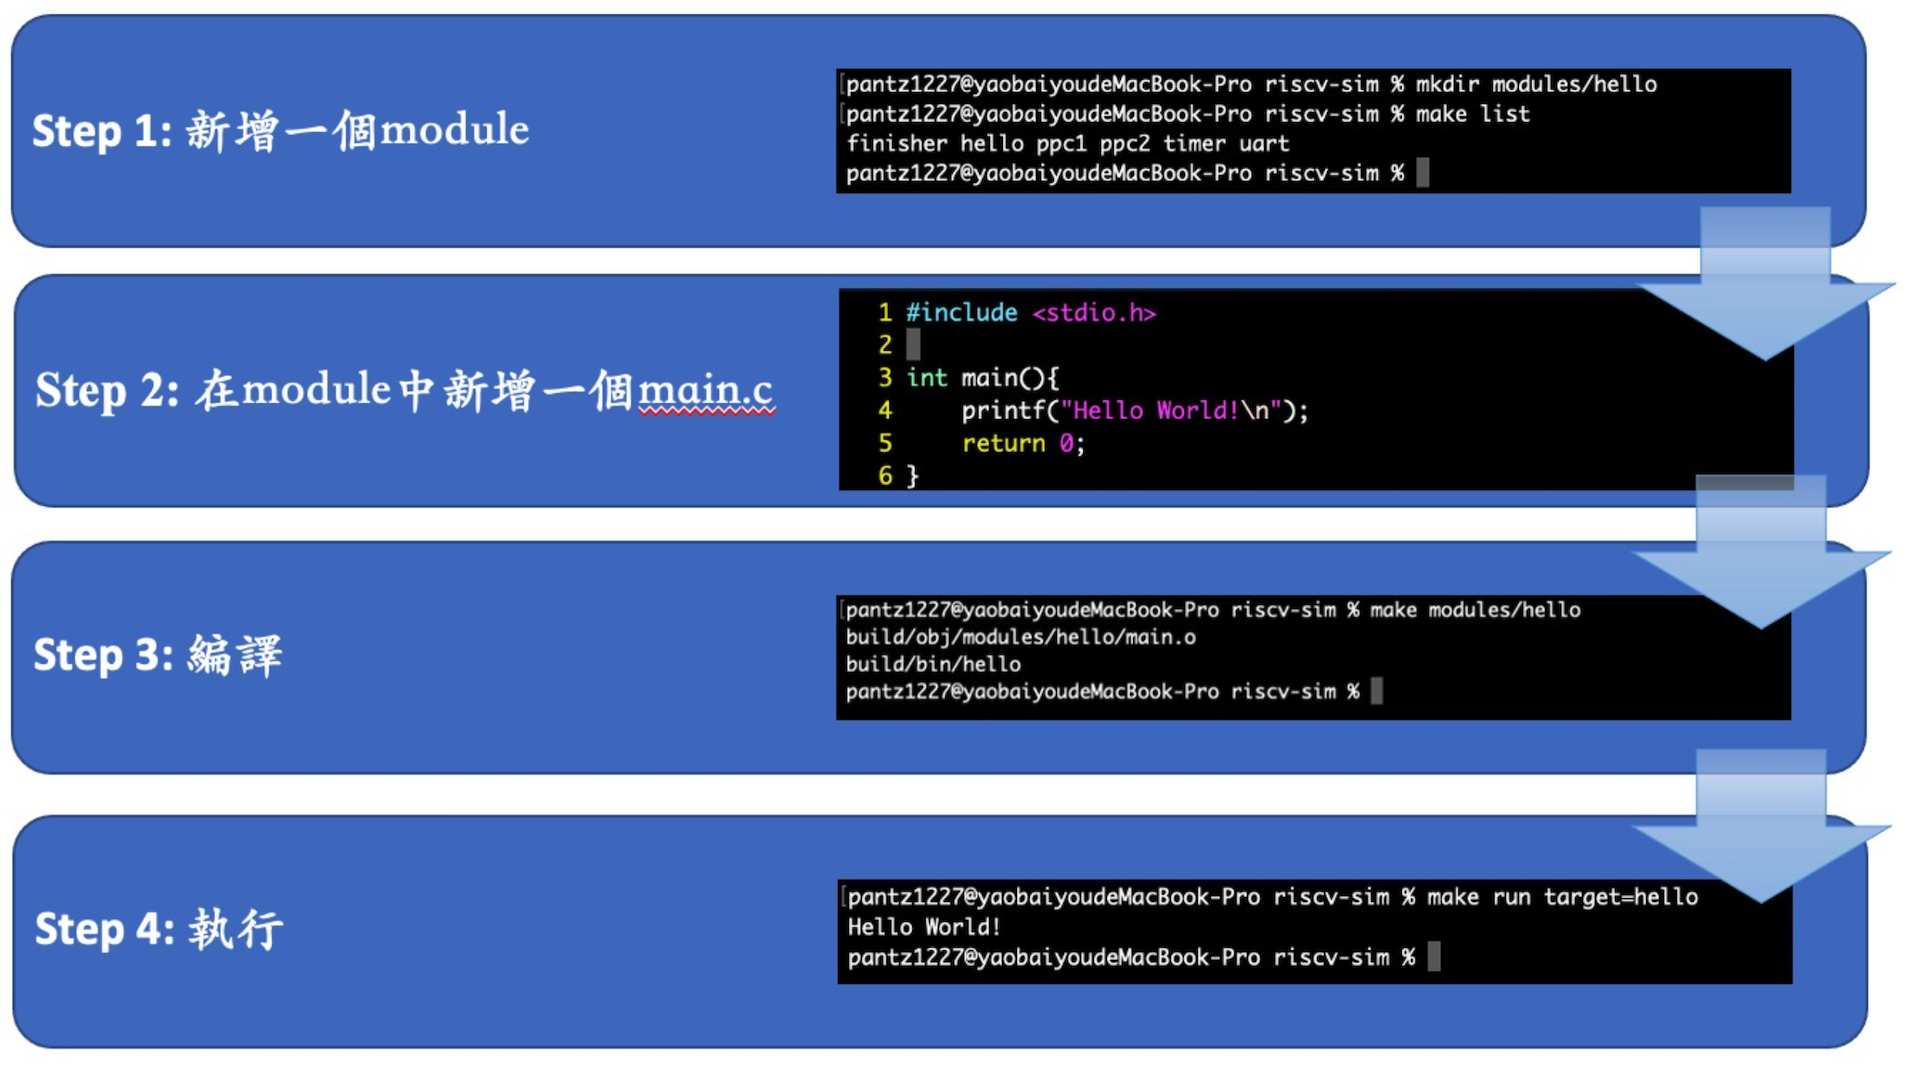 Step 1: 新增一個module
[pantz1227@yaobaiyoudeMacBook-Pro riscv-sim % mkdir modules/hello
[pantz1227@yaobaiyoudeMacBook-Pro riscv-sim % make list
finisher hello ppc1 ppc2 timer uart
pantz1227@yaobaiyoudeMacBook-Pro riscv-sim %
Step 2: 在module中新增一個main.c
1 #include <stdio.h>
2
3 int main(){
4     printf("Hello World!\n");
5     return 0;
6 }
Step 3: 編譯
[pantz1227@yaobaiyoudeMacBook-Pro riscv-sim % make modules/hello
build/obj/modules/hello/main.o
build/bin/hello
pantz1227@yaobaiyoudeMacBook-Pro riscv-sim %
Step 4: 執行
[pantz1227@yaobaiyoudeMacBook-Pro riscv-sim % make run target=hello
Hello World!
pantz1227@yaobaiyoudeMacBook-Pro riscv-sim %